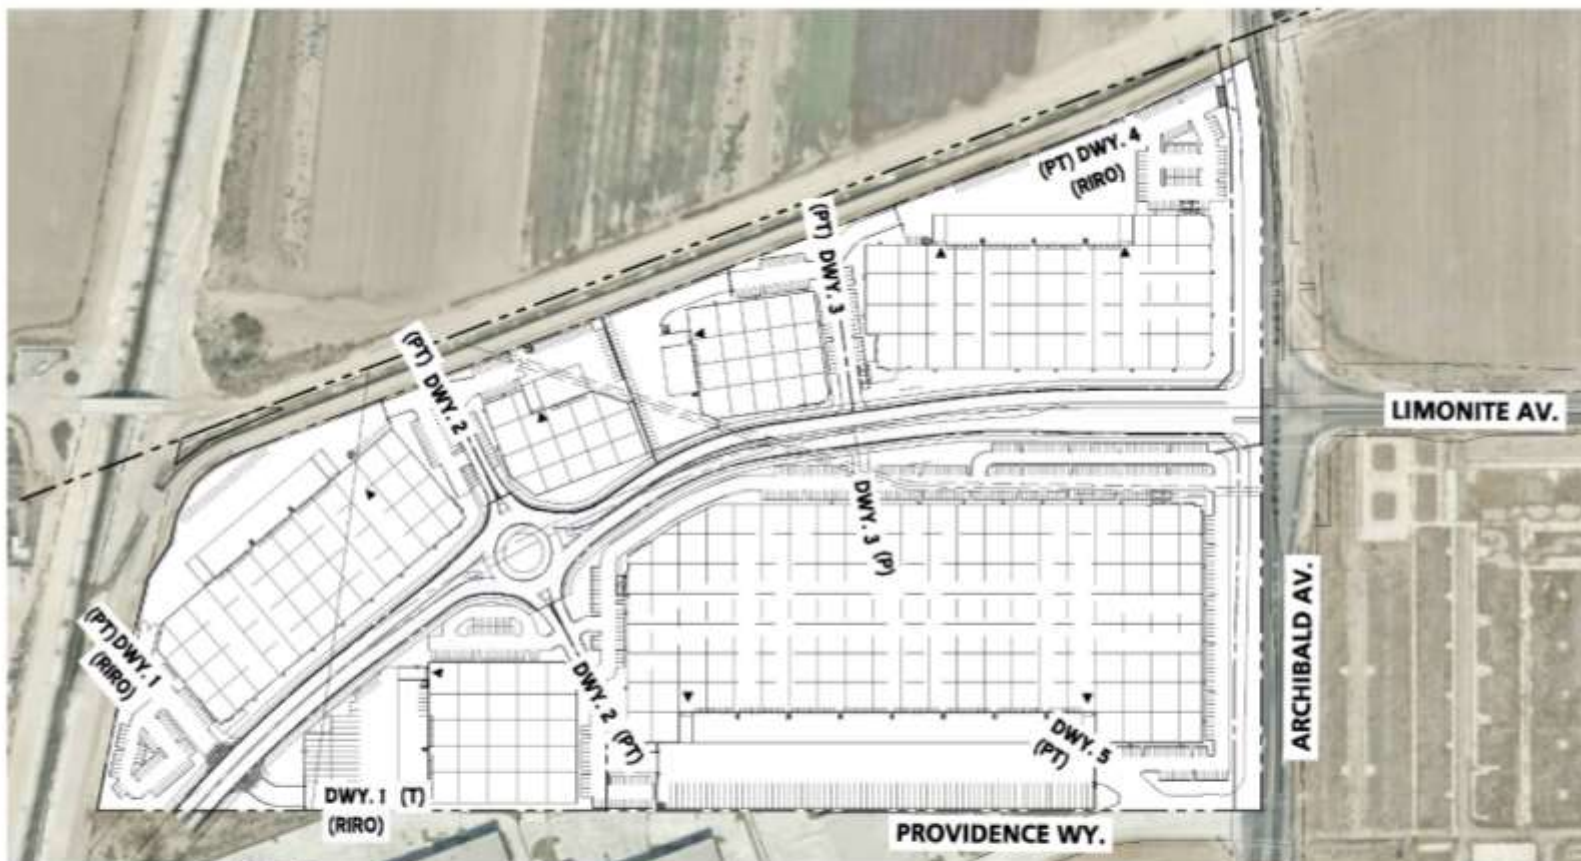 (PT) DWY. 4
(RIRO)
(PT) DWY. 3
(PT) DWY. 2
LIMONITE AV.
DWY. 3 (P)
ARCHIBALD AV.
(PT) DWY. 1
(RIRO)
DWY. 2 (PT)
DWY. 5
(PT)
DWY. 1 (T)
(RIRO)
PROVIDENCE WY.